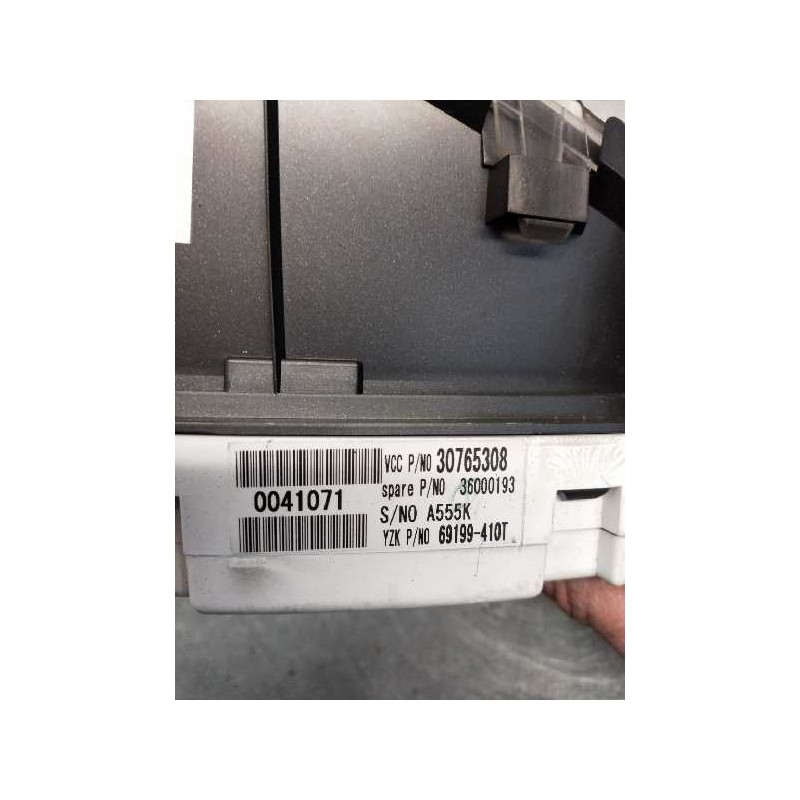 VCC P/NO 30765308
spare P/NO 36000193
0041071
S/NO A555K
YZK P/NO 69199-410T